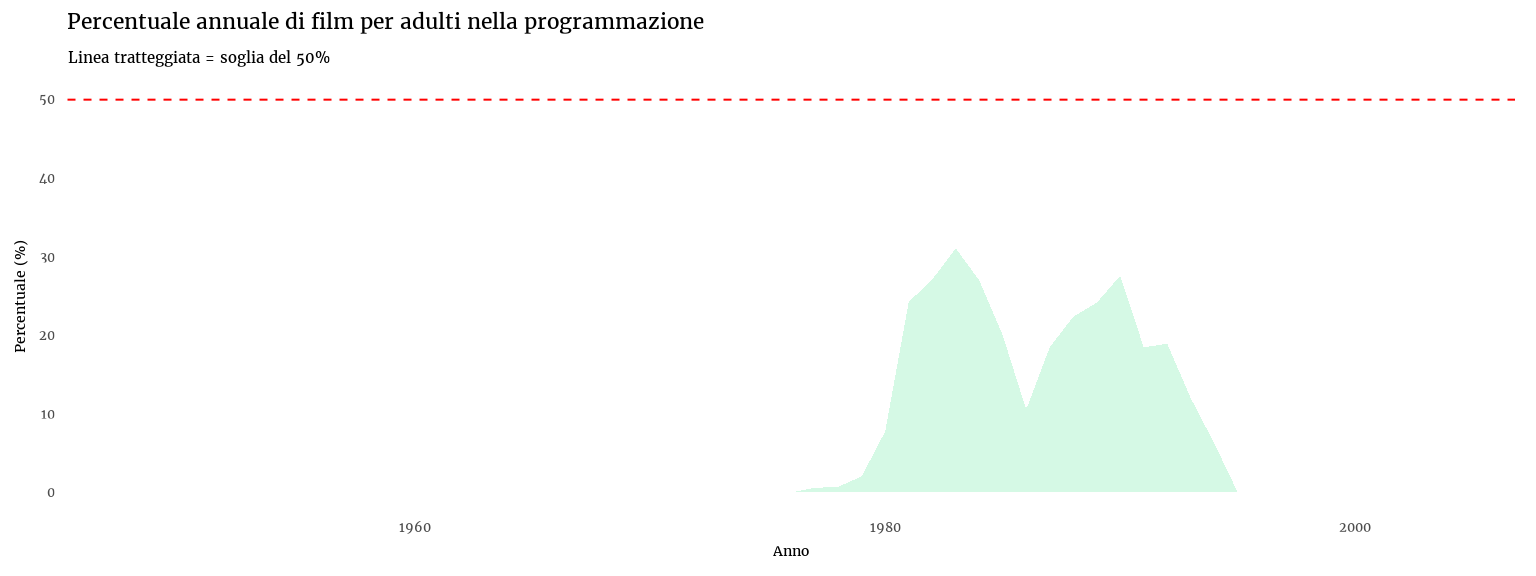 Percentuale annuale di film per adulti nella programmazione
Linea tratteggiata = soglia del 50%
50
40
30
20
10
0
Percentuale (%)
1960
1980
2000
Anno